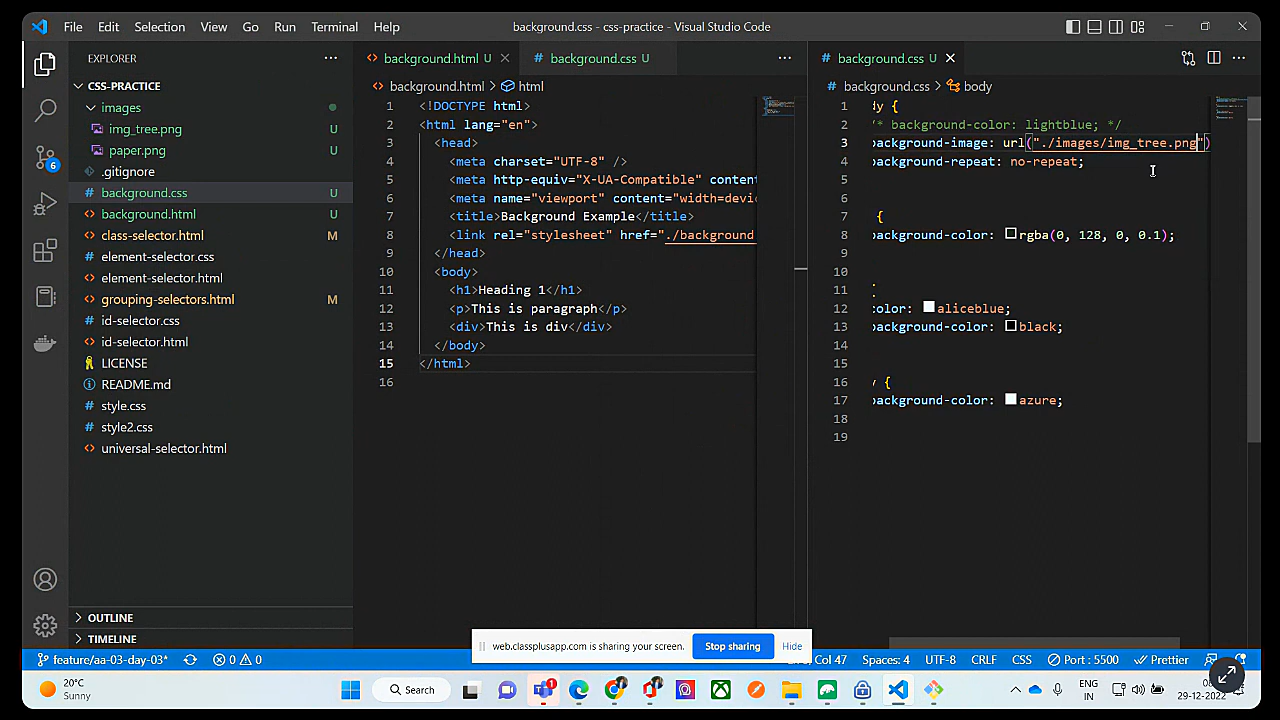 File Edit Selection View Go Run Terminal Help
background.css - css-practice - Visual Studio Code
EXPLORER
CSS-PRACTICE
images
img_tree.png U
paper.png U
.gitignore
background.css U
background.html U
class-selector.html M
element-selector.css
element-selector.html
grouping-selectors.html M
id-selector.css
id-selector.html
LICENSE
README.md
style.css
style2.css
universal-selector.html
OUTLINE
TIMELINE
6
background.html U
background.css U
background.html > html
1 <!DOCTYPE html>
2 <html lang="en">
3 <head>
4 <meta charset="UTF-8" />
5 <meta http-equiv="X-UA-Compatible" conten
6 <meta name="viewport" content="width=devi
7 <title>Background Example</title>
8 <link rel="stylesheet" href="./background
9 </head>
10 <body>
11 <h1>Heading 1</h1>
12 <p>This is paragraph</p>
13 <div>This is div</div>
14 </body>
15 </html>
16
background.css U
background.css > body
1 dy {
2 /* background-color: lightblue; */
3 background-image: url("./images/img_tree.png")
4 background-repeat: no-repeat;
5
6
7 {
8 background-color: rgba(0, 128, 0, 0.1);
9
10
11
12 color: aliceblue;
13 background-color: black;
14
15
16 y {
17 background-color: azure;
18
19
web.classplusapp.com is sharing your screen. Stop sharing Hide
feature/aa-03-day-03* 0 0
Col 47 Spaces: 4 UTF-8 CRLF CSS Port : 5500 Prettier
20°C
Sunny
Search
1
ENG
IN
29-12-2022